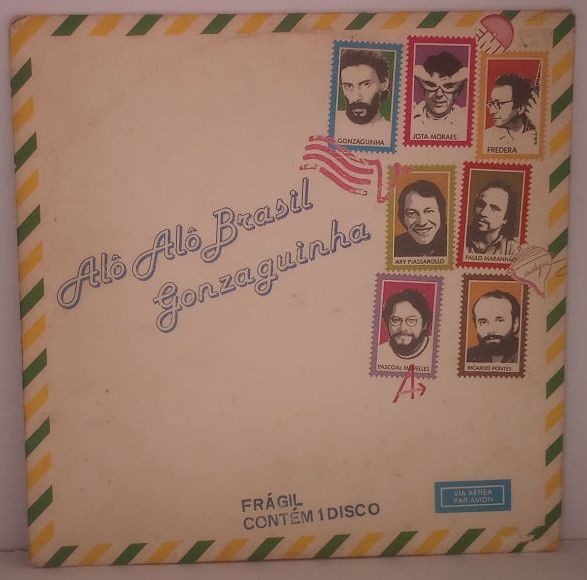 EMI
GONZAGUINHA
JOTA MORAES
FREDERA
ARY PIASSAROLLO
PAULO MARANHÃO
PASCOAL MEIRELLES
RICARDO PONTES
Alô Alô Brasil
Gonzaguinha
FRÁGIL
CONTÉM 1 DISCO
VIA AÉREA
PAR AVION